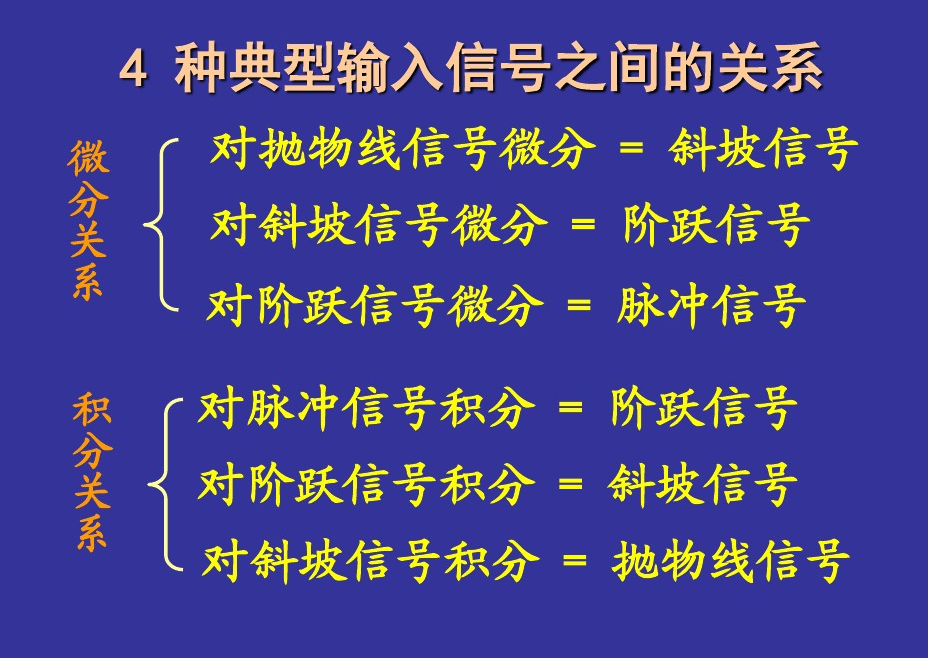 4 种典型输入信号之间的关系
微分关系
对抛物线信号微分 = 斜坡信号
对斜坡信号微分 = 阶跃信号
对阶跃信号微分 = 脉冲信号
积分关系
对脉冲信号积分 = 阶跃信号
对阶跃信号积分 = 斜坡信号
对斜坡信号积分 = 抛物线信号